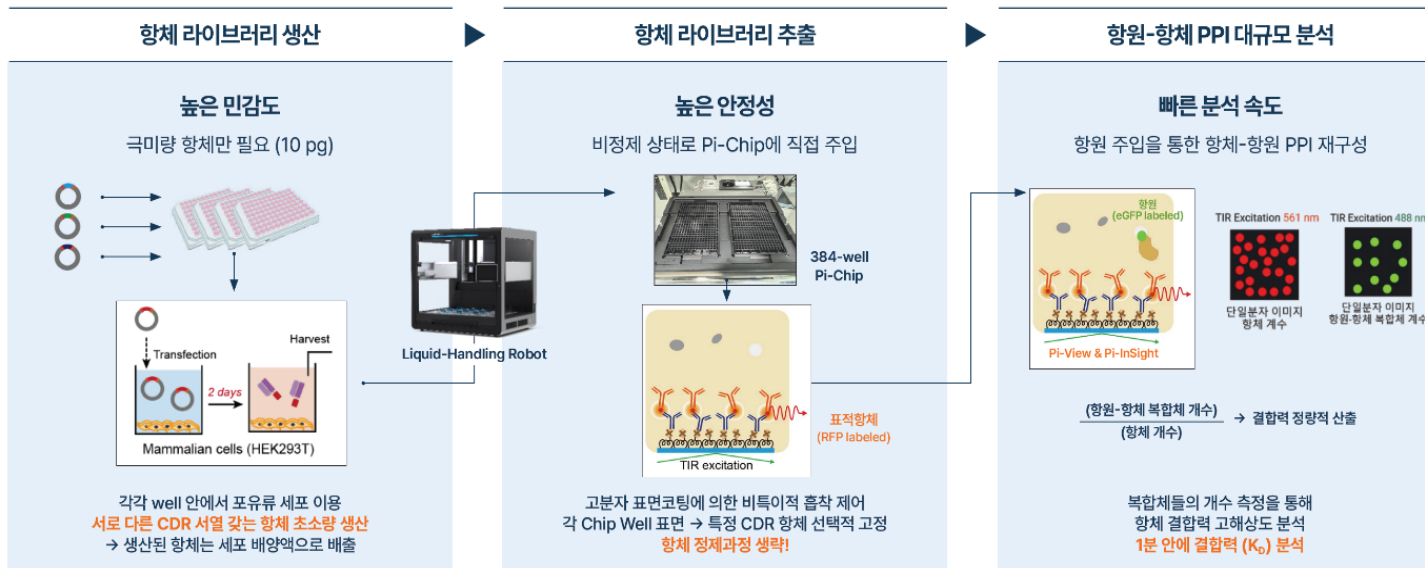 항체 라이브러리 생산
▶
항체 라이브러리 추출
▶
항원-항체 PPI 대규모 분석
높은 민감도
극미량 항체만 필요 (10 pg)
Transfection
2 days
Harvest
Mammalian cells (HEK293T)
각각 well 안에서 포유류 세포 이용
서로 다른 CDR 서열 갖는 항체 초소량 생산
→ 생산된 항체는 세포 배양액으로 배출
Liquid-Handling Robot
높은 안정성
비정제 상태로 Pi-Chip에 직접 주입
384-well
Pi-Chip
표적항체
(RFP labeled)
TIR excitation
고분자 표면코팅에 의한 비특이적 흡착 제어
각 Chip Well 표면 → 특정 CDR 항체 선택적 고정
항체 정제과정 생략!
빠른 분석 속도
항원 주입을 통한 항체-항원 PPI 재구성
항원
(eGFP labeled)
Pi-View & Pi-InSight
TIR Excitation 561 nm
단일분자 이미지
항체 계수
TIR Excitation 488 nm
단일분자 이미지
항원-항체 복합체 계수
(항원-항체 복합체 개수)
(항체 개수)
→ 결합력 정량적 산출
복합체들의 개수 측정을 통해
항체 결합력 고해상도 분석
1분 안에 결합력 (K_D) 분석